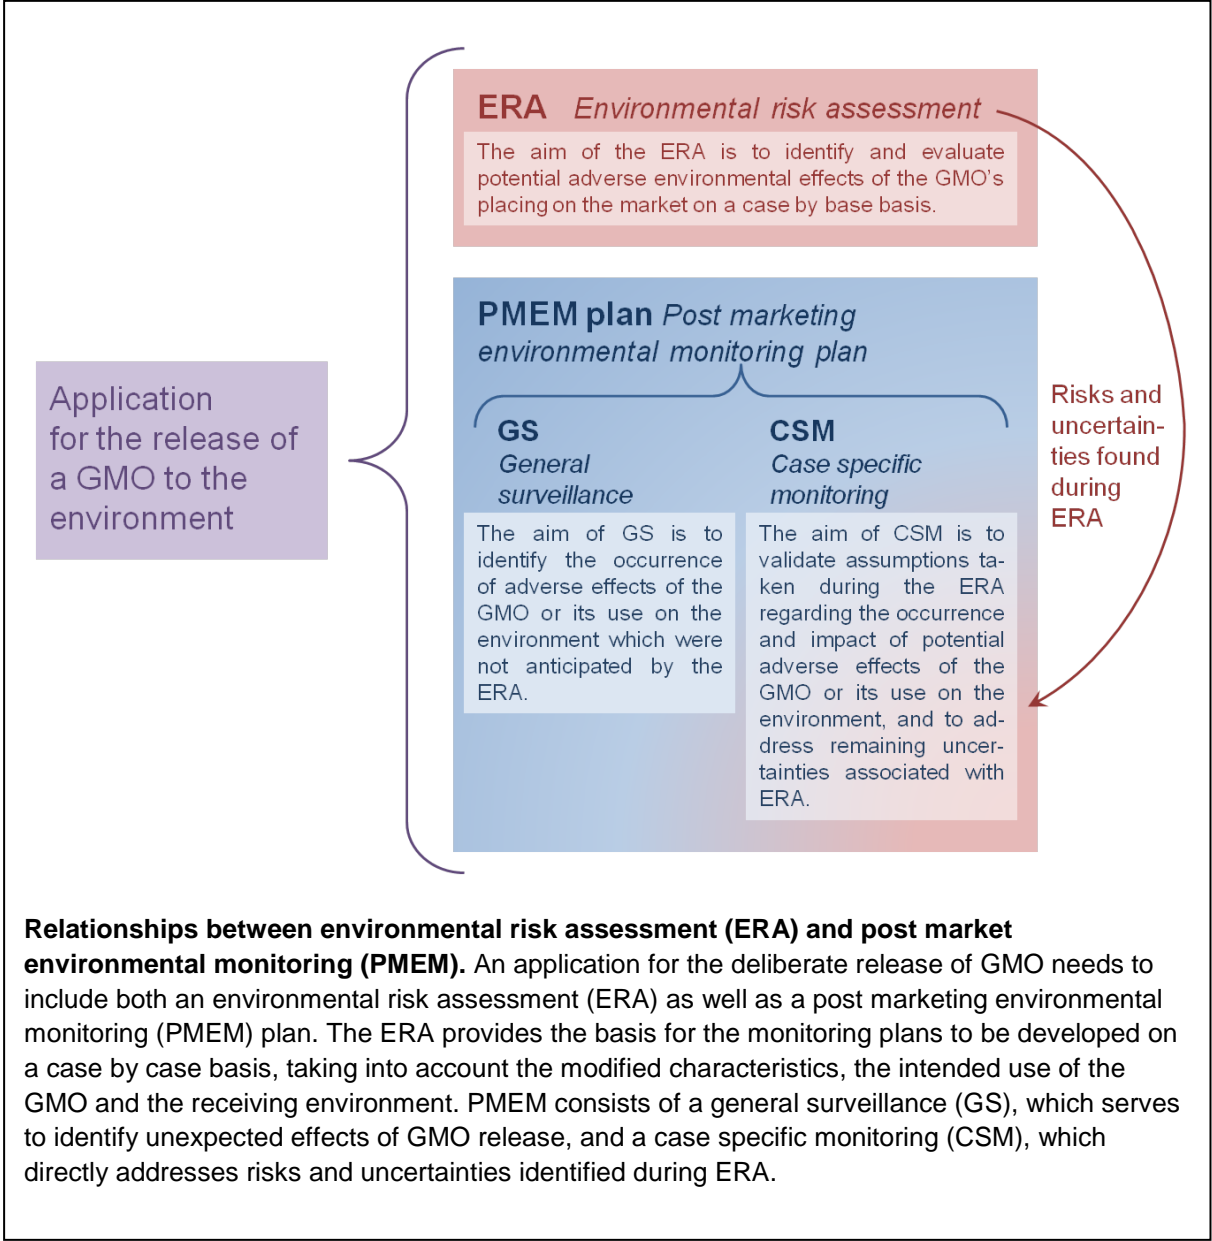 ERA Environmental risk assessment
The aim of the ERA is to identify and evaluate
potential adverse environmental effects of the GMO's
placing on the market on a case by base basis.
PMEM plan Post marketing
environmental monitoring plan
Application
for the release of
a GMO to the
environment
GS
General
surveillance
The aim of GS is to
identify the occurrence
of adverse effects of the
GMO or its use on the
environment which were
not anticipated by the
ERA.
CSM
Case specific
monitoring
The aim of CSM is to
validate assumptions ta-
ken during the ERA
regarding the occurrence
and impact of potential
adverse effects of the
GMO or its use on the
environment, and to ad-
dress remaining uncer-
tainties associated with
ERA.
Risks and
uncertain-
ties found
during
ERA
Relationships between environmental risk assessment (ERA) and post market
environmental monitoring (PMEM). An application for the deliberate release of GMO needs to
include both an environmental risk assessment (ERA) as well as a post marketing environmental
monitoring (PMEM) plan. The ERA provides the basis for the monitoring plans to be developed on
a case by case basis, taking into account the modified characteristics, the intended use of the
GMO and the receiving environment. PMEM consists of a general surveillance (GS), which serves
to identify unexpected effects of GMO release, and a case specific monitoring (CSM), which
directly addresses risks and uncertainties identified during ERA.